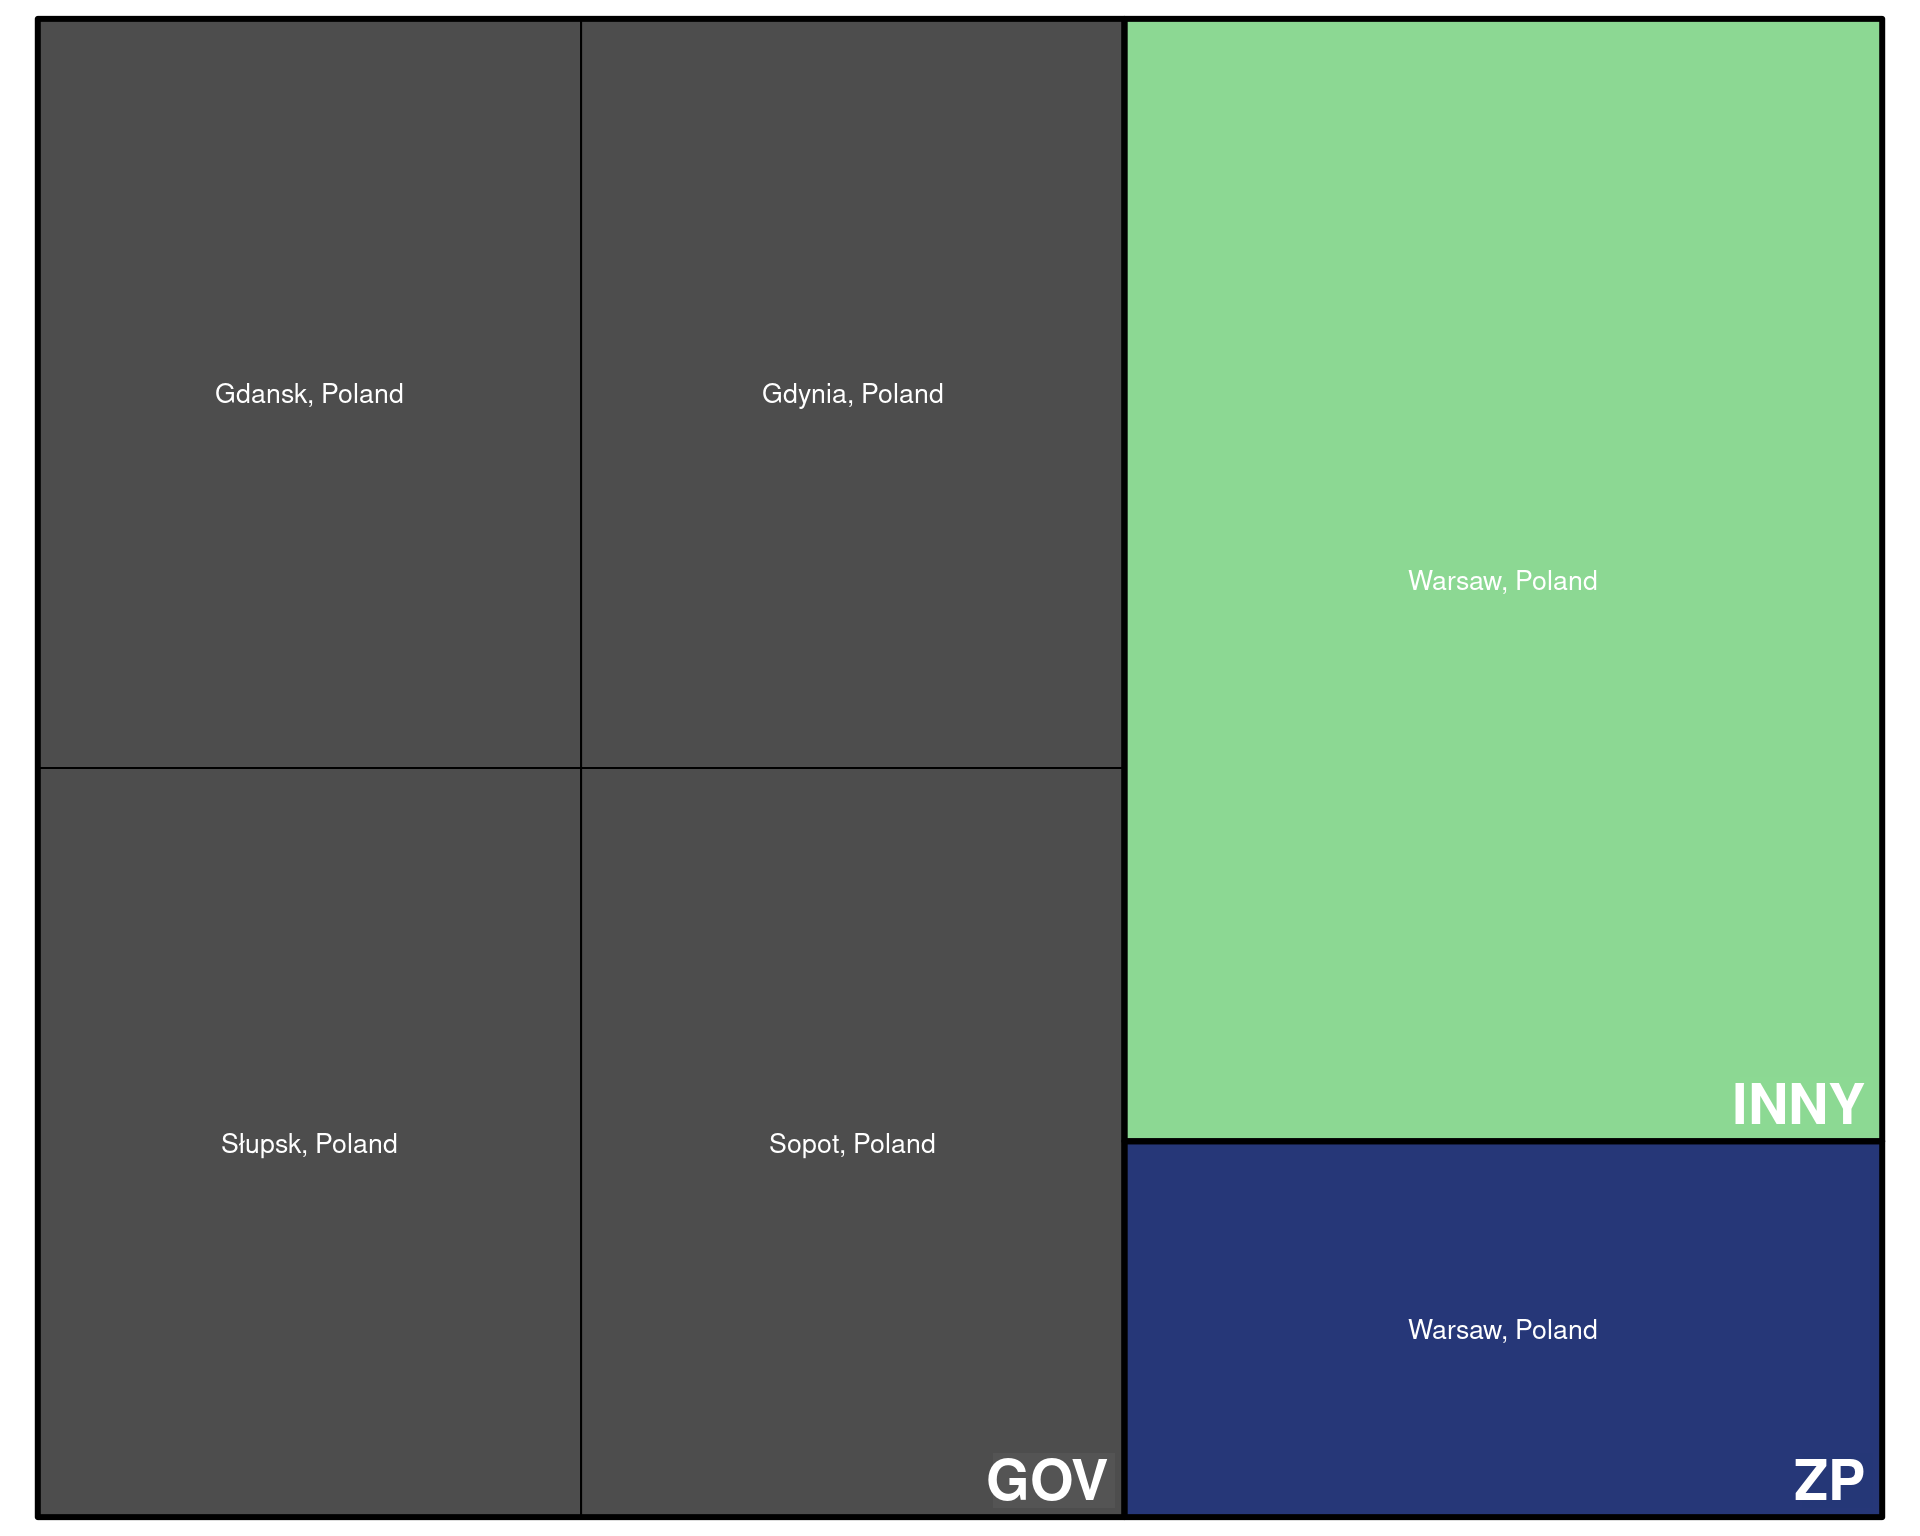 Gdansk, Poland
Gdynia, Poland
Warsaw, Poland
INNY
Słupsk, Poland
Sopot, Poland
GOV
Warsaw, Poland
ZP